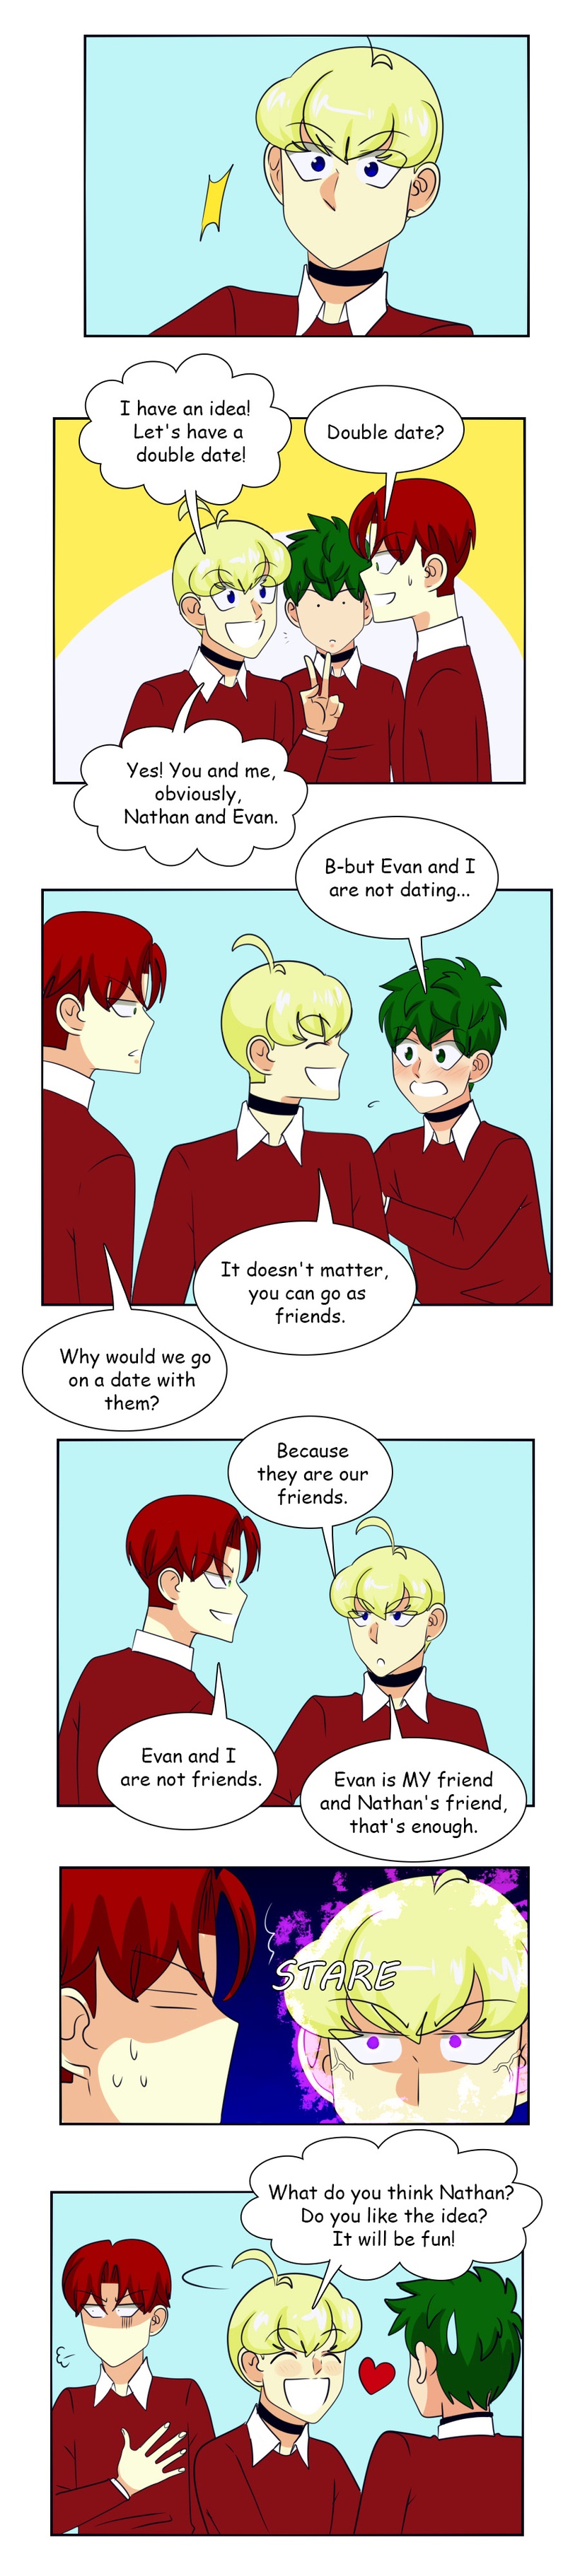 I have an idea!
Let's have a
double date!
Double date?
Yes! You and me,
obviously,
Nathan and Evan.
B-but Evan and I
are not dating...
It doesn't matter,
you can go as
friends.
Why would we go
on a date with
them?
Because
they are our
friends.
Evan and I
are not friends.
Evan is MY friend
and Nathan's friend,
that's enough.
STARE
What do you think Nathan?
Do you like the idea?
It will be fun!